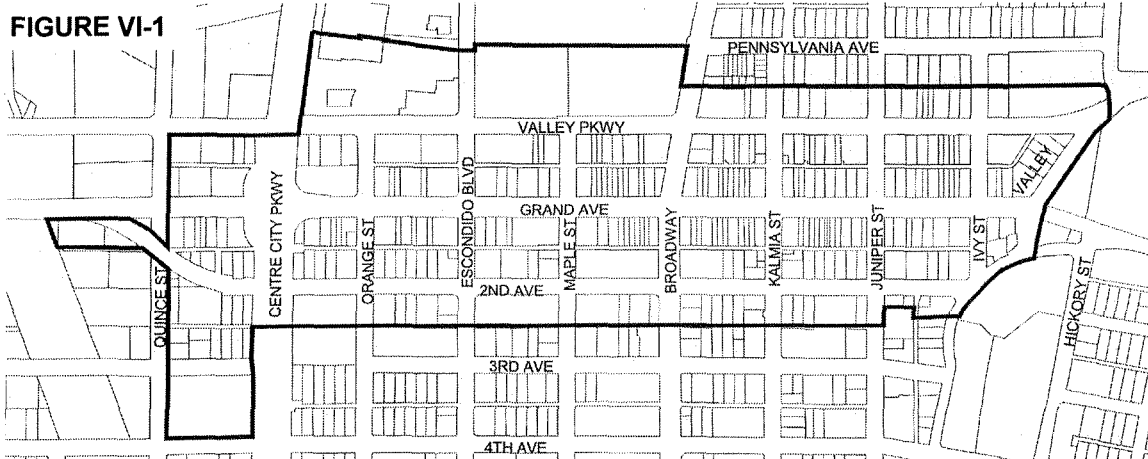 FIGURE VI-1
PENNSYLVANIA AVE
VALLEY PKWY
VALLEY
GRAND AVE
CENTRE CITY PKWY
ORANGE ST
ESCONDIDO BLVD
MAPLE ST
BROADWAY
KALMIA ST
JUNIPER ST
IVY ST
QUINCE ST
2ND AVE
HICKORY ST
3RD AVE
4TH AVE